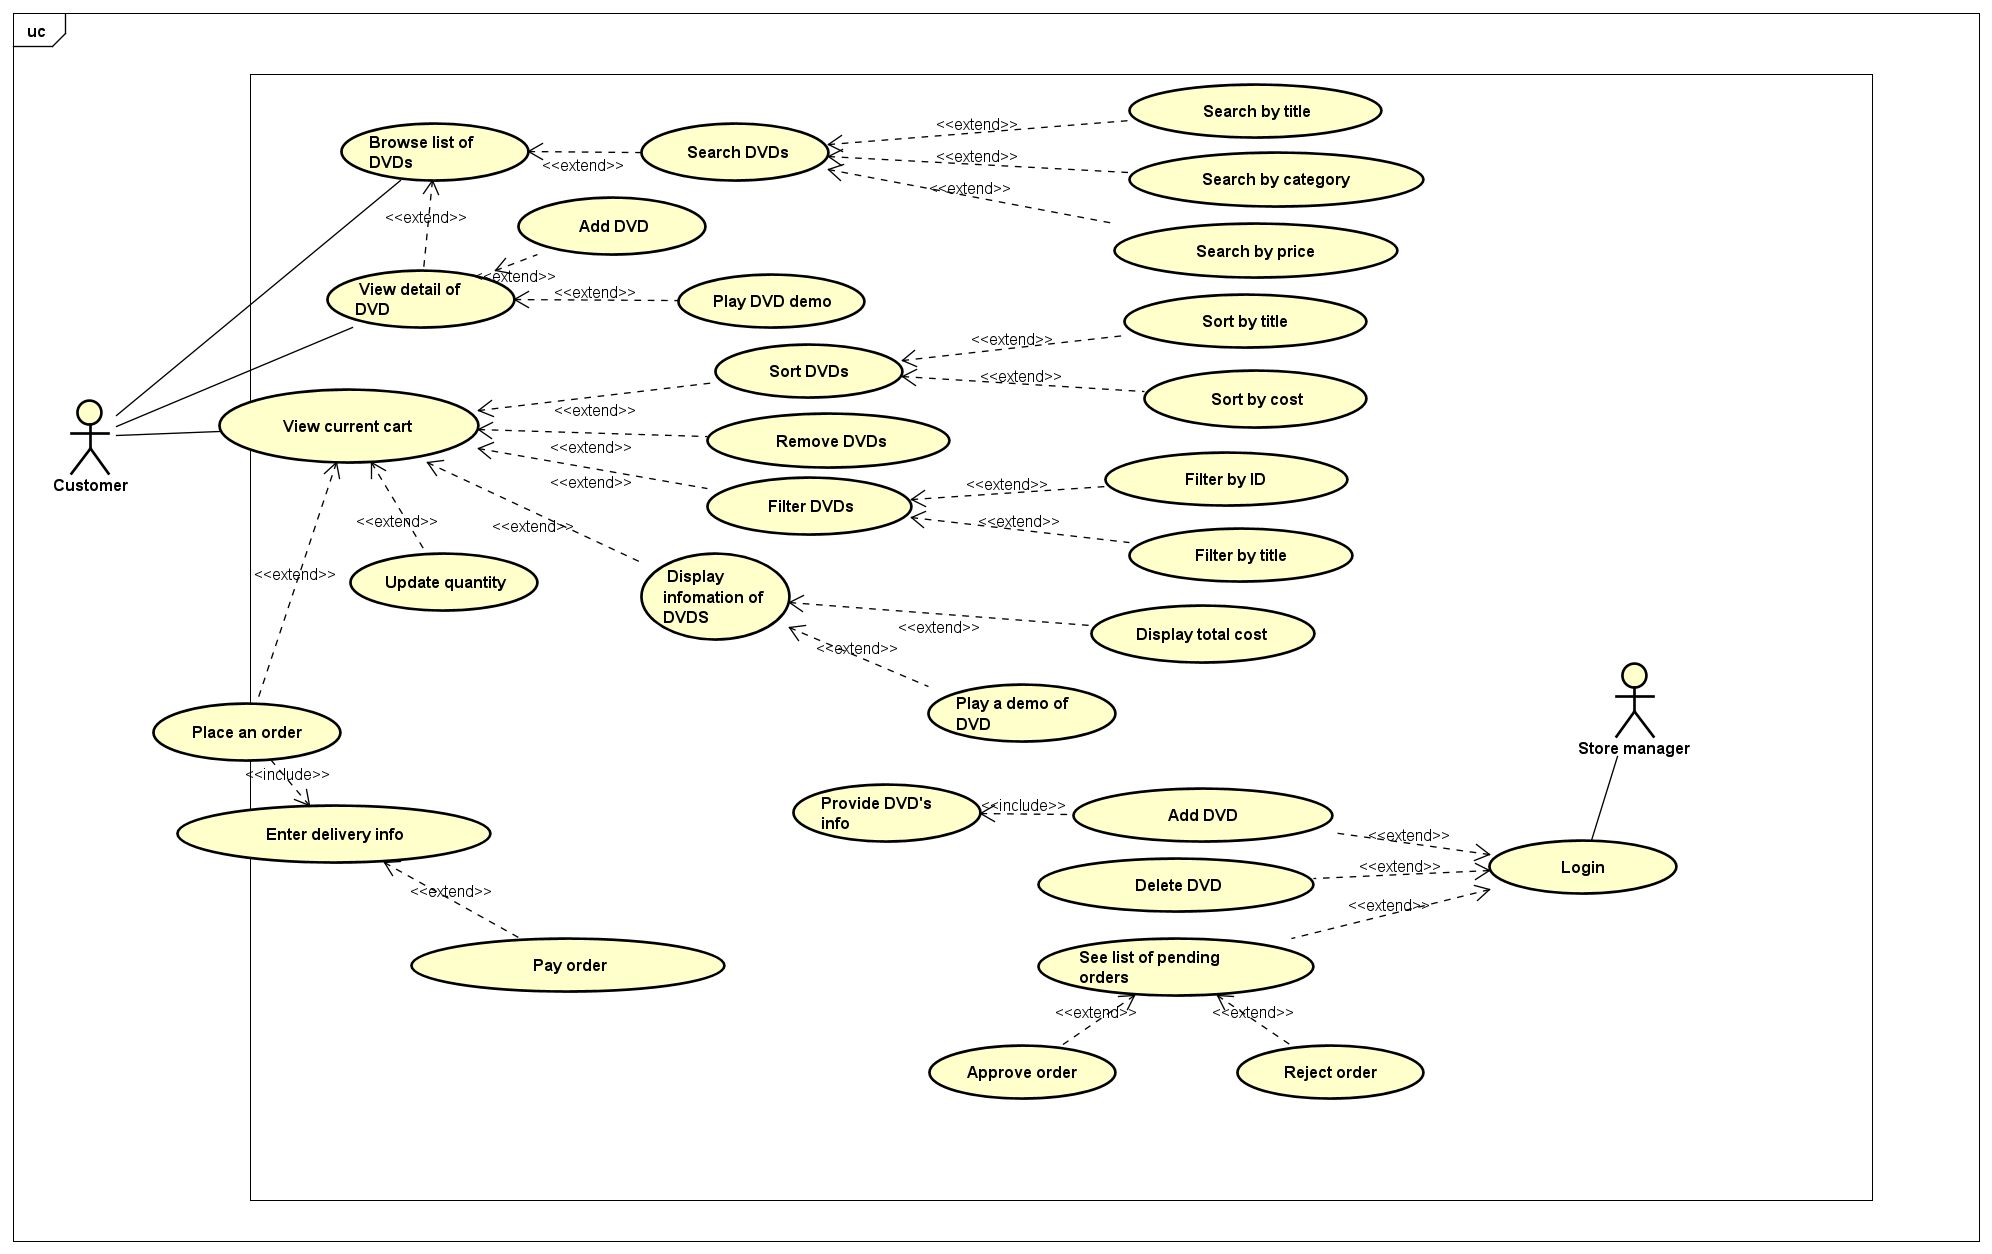 uc
Browse list of
DVDs
<<extend>>
Search DVDs
<<extend>>
Search by title
<<extend>>
Search by category
<<extend>>
Search by price
<<extend>>
Add DVD
<<extend>>
View detail of
DVD
<<extend>>
Play DVD demo
Sort by title
<<extend>>
Sort DVDs
<<extend>>
Sort by cost
<<extend>>
View current cart
<<extend>>
Remove DVDs
<<extend>>
Filter by ID
<<extend>>
Customer
Filter DVDs
<<extend>>
Filter by title
<<extend>>
<<extend>>
<<extend>>
Update quantity
Display
infomation of
DVDS
<<extend>>
Display total cost
<<extend>>
Play a demo of
DVD
Place an order
Store manager
<<include>>
Enter delivery info
Provide DVD's
info
<<include>>
Add DVD
<<extend>>
Login
Delete DVD
<<extend>>
<<extend>>
<<extend>>
Pay order
See list of pending
orders
<<extend>>
<<extend>>
Approve order
Reject order